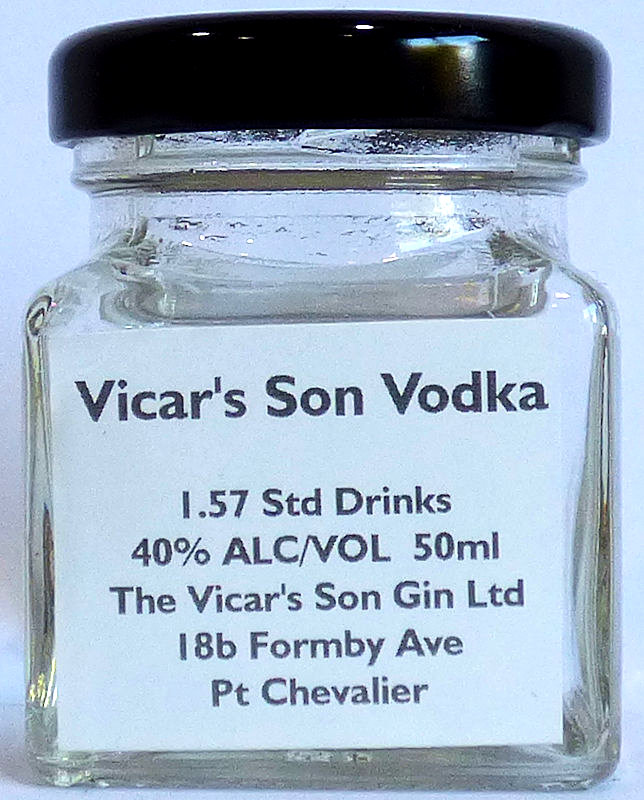 Vicar's Son Vodka
1.57 Std Drinks
40% ALC/VOL 50ml
The Vicar's Son Gin Ltd
18b Formby Ave
Pt Chevalier